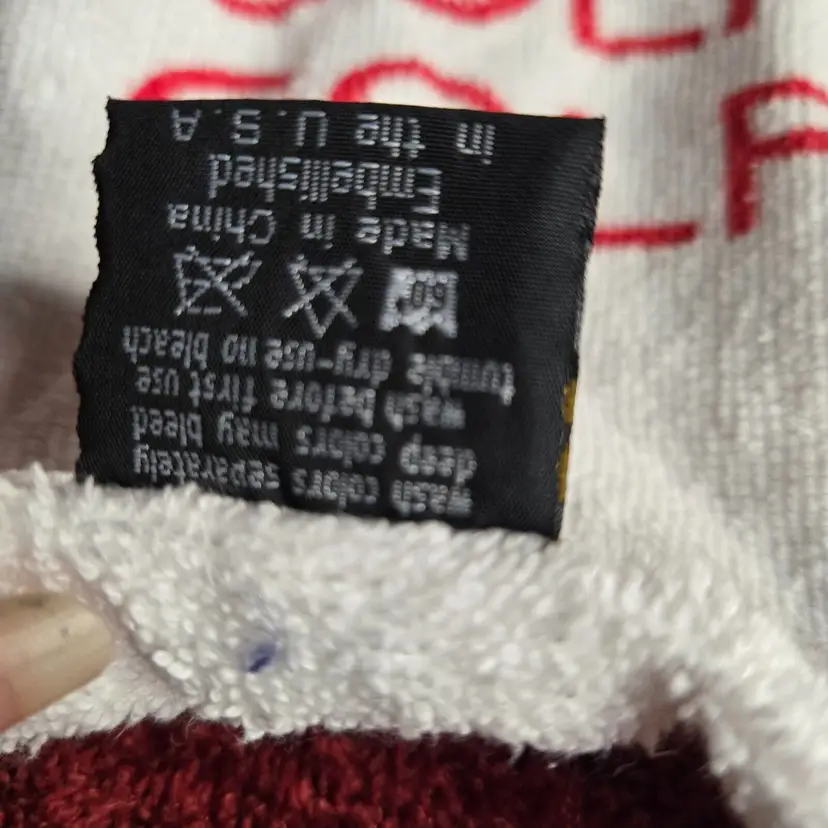 wash colors separately
deep colors may bleed
wash before first use
tumble dry-use no bleach
60
Made in China
Embellished
in the U.S.A